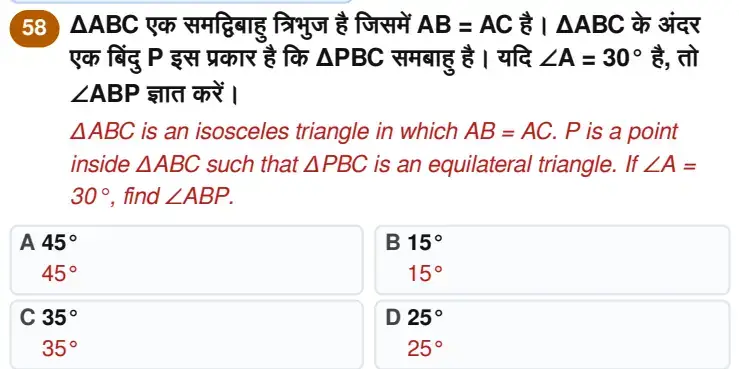 58 ΔABC एक समद्विबाहु त्रिभुज है जिसमें AB = AC है। ΔABC के अंदर
एक बिंदु P इस प्रकार है कि ΔPBC समबाहु है। यदि ∠A = 30° है, तो
∠ABP ज्ञात करें।
ΔABC is an isosceles triangle in which AB = AC. P is a point
inside ΔABC such that ΔPBC is an equilateral triangle. If ∠A =
30°, find ∠ABP.
A 45°
45°
B 15°
15°
C 35°
35°
D 25°
25°